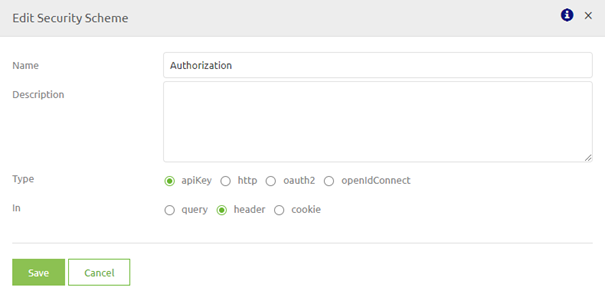 Edit Security Scheme
Name Authorization
Description
Type apiKey http oauth2 openIdConnect
In query header cookie
Save Cancel